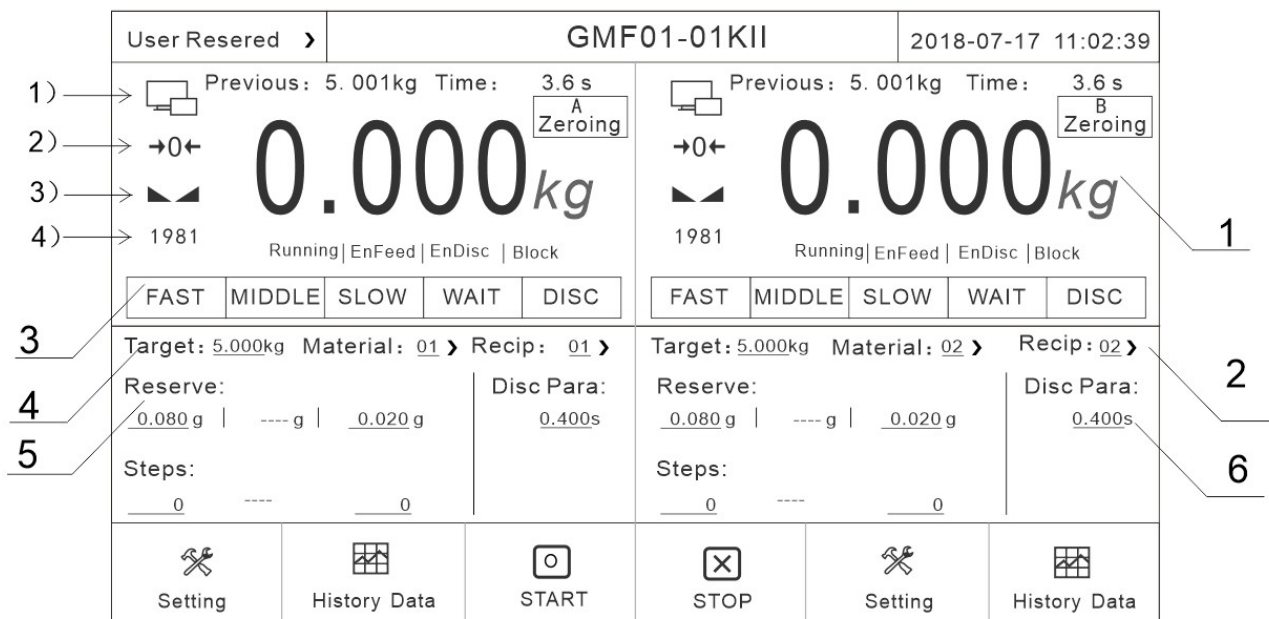 User Resered ❯ GMF01-01KII 2018-07-17 11:02:39
1) Previous: 5. 001kg Time: 3.6 s Previous: 5. 001kg Time: 3.6 s
A Zeroing B Zeroing
2) →0← 0.000kg →0← 0.000kg
3)
4) 1981 1981 1
Running| EnFeed | EnDisc | Block Running| EnFeed | EnDisc | Block
FAST MIDDLE SLOW WAIT DISC FAST MIDDLE SLOW WAIT DISC
3
Target: 5.000kg Material: 01 ❯ Recip: 01 ❯ Target: 5.000kg Material: 02 ❯ Recip: 02 ❯
2
4 Reserve: Disc Para: Reserve: Disc Para:
0.080 g | ---- g | 0.020 g 0.400s 0.080 g | ---- g | 0.020 g 0.400s
5 6
Steps: Steps:
0 ---- 0 0 ---- 0
Setting History Data START STOP Setting History Data